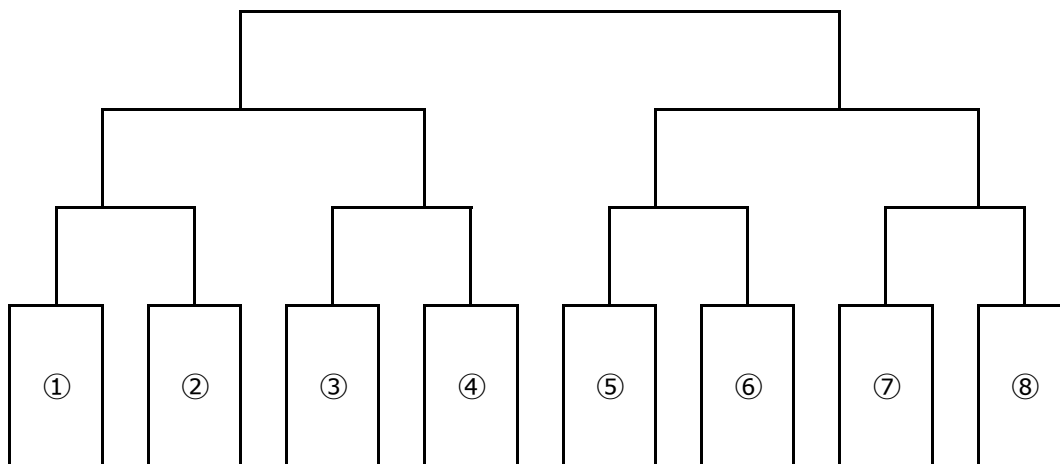 ① ② ③ ④ ⑤ ⑥ ⑦ ⑧